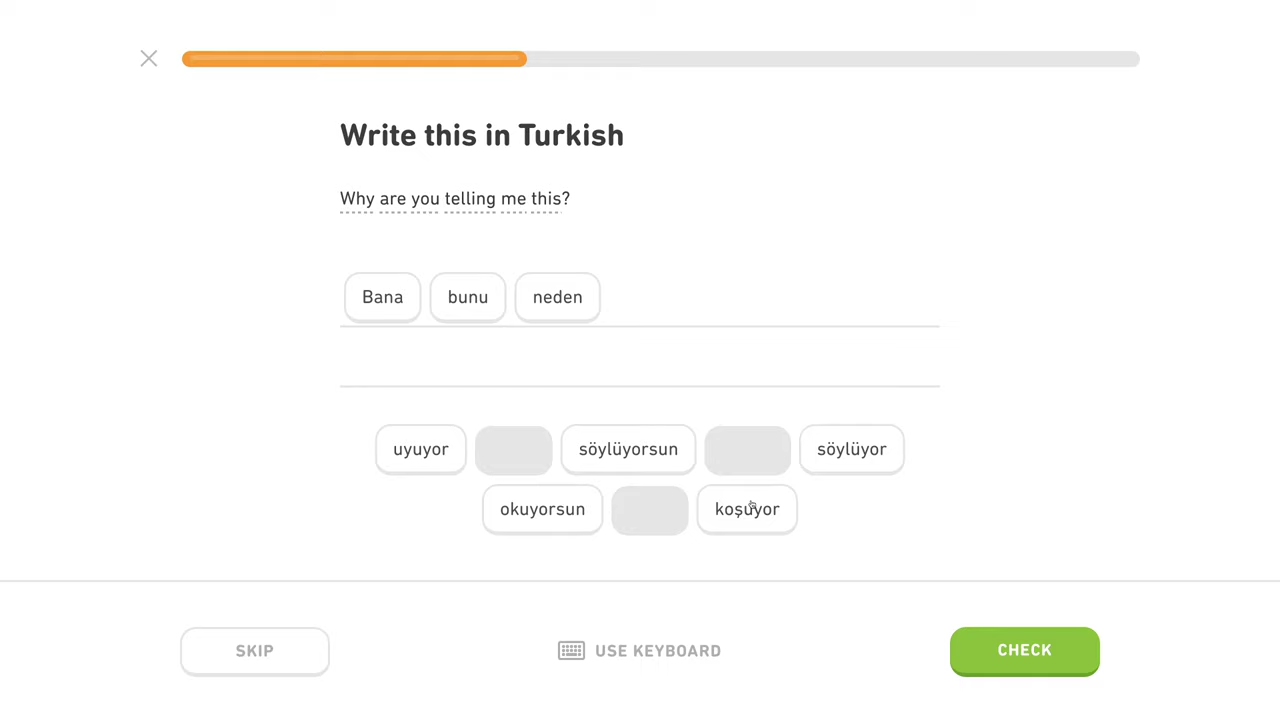 Write this in Turkish
Why are you telling me this?
Bana bunu neden
uyuyor söylüyorsun söylüyor
okuyorsun koşuyor
SKIP USE KEYBOARD CHECK